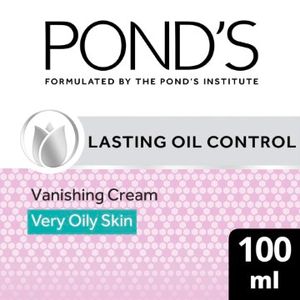 POND'S
FORMULATED BY THE POND'S INSTITUTE
LASTING OIL CONTROL
Vanishing Cream
Very Oily Skin
100
ml